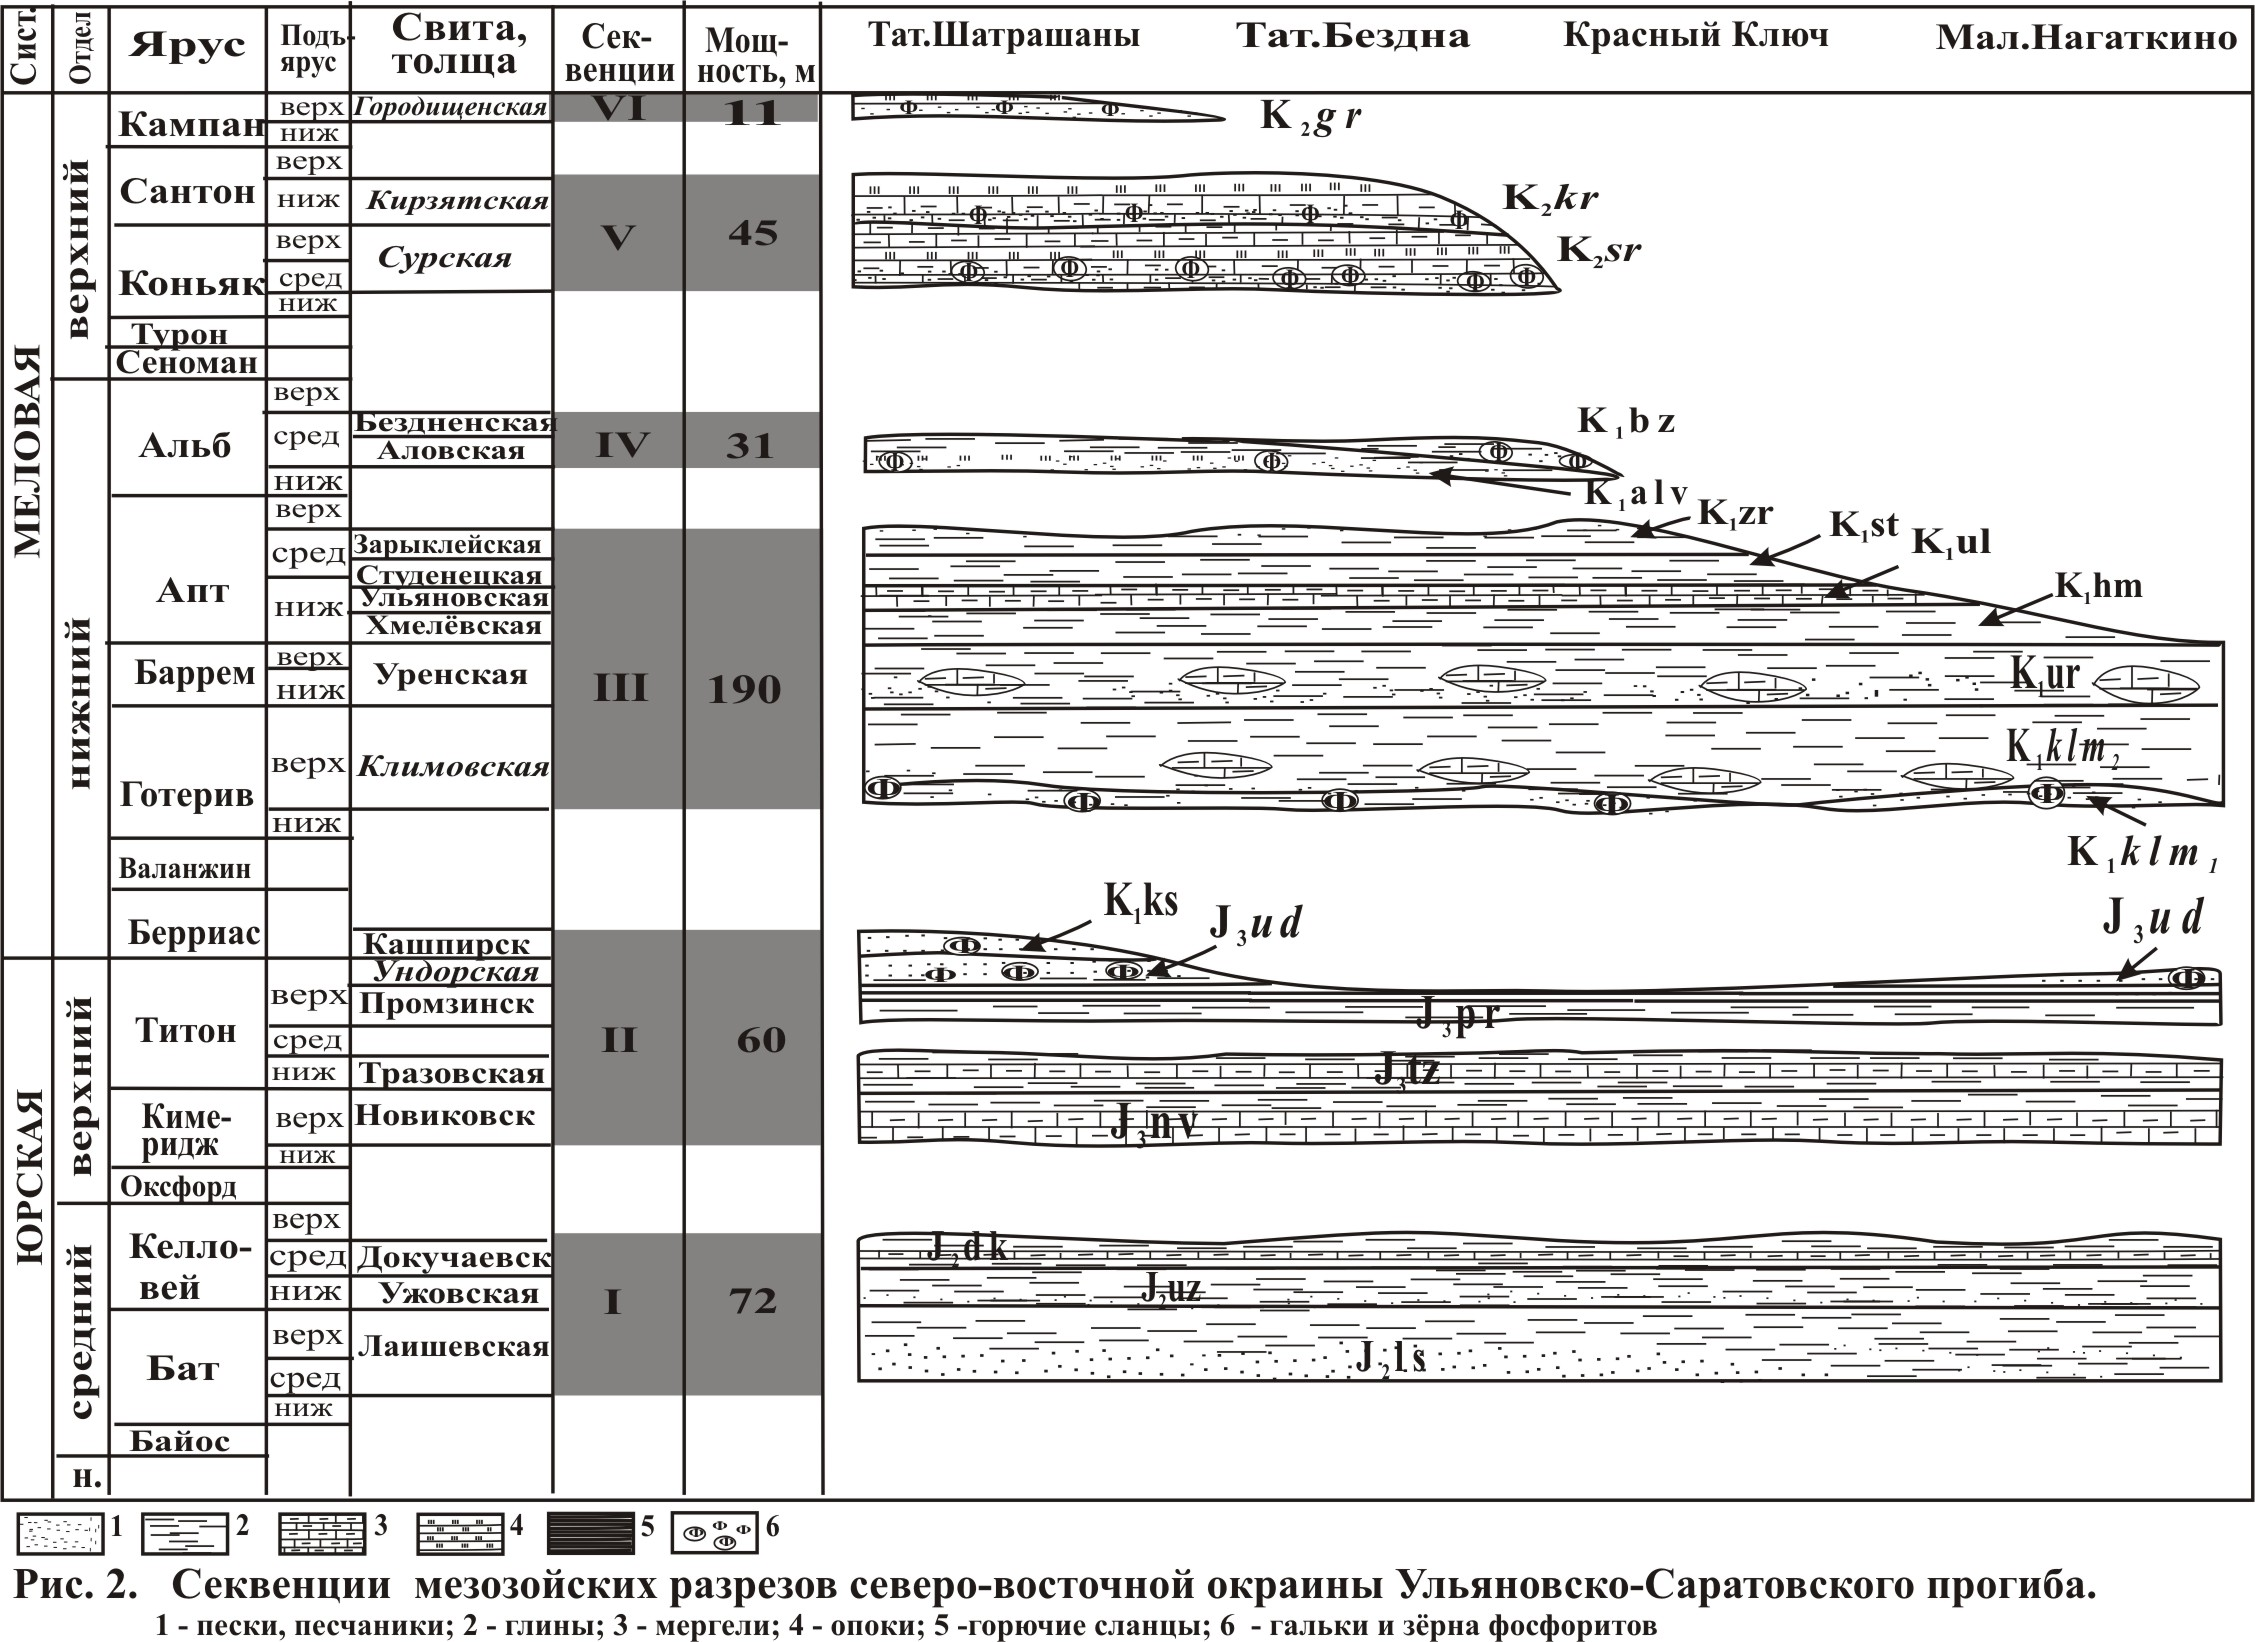 Сист.
Отдел
Ярус
Подъ-
ярус
Свита,
толща
Сек-
венции
Мощ-
ность, м
Тат.Шатрашаны
Тат.Бездна
Красный Ключ
Мал.Нагаткино
МЕЛОВАЯ
верхний
Кампан
верх
Городищенская
VI
11
ниж
K2gr
Сантон
верх
ниж
Кирзятская
V
45
K2kr
Коньяк
верх
Сурская
K2sr
сред
ниж
Турон
Сеноман
нижний
Альб
верх
сред
Бездненская
Аловская
IV
31
ниж
K1bz
K1alv
Апт
верх
сред
Зарыклейская
Студенецкая
ниж
Ульяновская
Хмелёвская
K1zr
K1st
K1ul
K1hm
Баррем
верх
ниж
Уренская
III
190
K1ur
Готерив
верх
Климовская
K1klm2
ниж
K1klm1
Валанжин
Берриас
Кашпирск
K1ks
J3ud
J3ud
ЮРСКАЯ
верхний
Титон
верх
Ундорская
Промзинск
J3pr
сред
II
60
ниж
Тразовская
J3tz
Киме-
ридж
верх
Новиковск
J3nv
ниж
Оксфорд
средний
Келло-
вей
верх
сред
Докучаевск
J2dk
ниж
Ужовская
J2uz
I
72
Бат
верх
Лаишевская
J2ls
сред
ниж
Байос
н.
1
2
3
4
5
6
Рис. 2. Секвенции мезозойских разрезов северо-восточной окраины Ульяновско-Саратовского прогиба.
1 - пески, песчаники; 2 - глины; 3 - мергели; 4 - опоки; 5 -горючие сланцы; 6 - гальки и зёрна фосфоритов